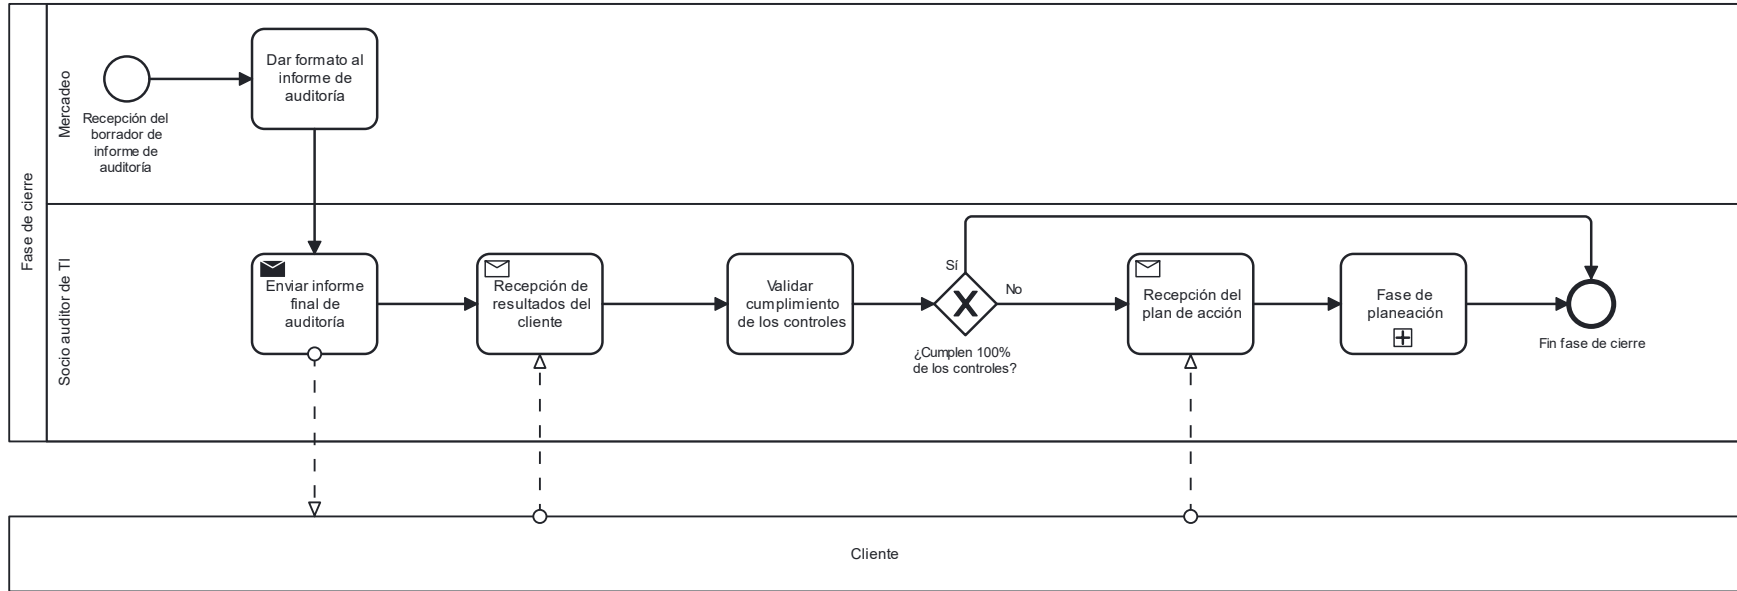 Fase de cierre
Mercadeo
Recepción del
borrador de
informe de
auditoría
Dar formato al
informe de
auditoría
Socio auditor de TI
Enviar informe
final de
auditoría
Recepción de
resultados del
cliente
Validar
cumplimiento
de los controles
¿Cumplen 100%
de los controles?
Sí
No
Recepción del
plan de acción
Fase de
planeación
Fin fase de cierre
Cliente